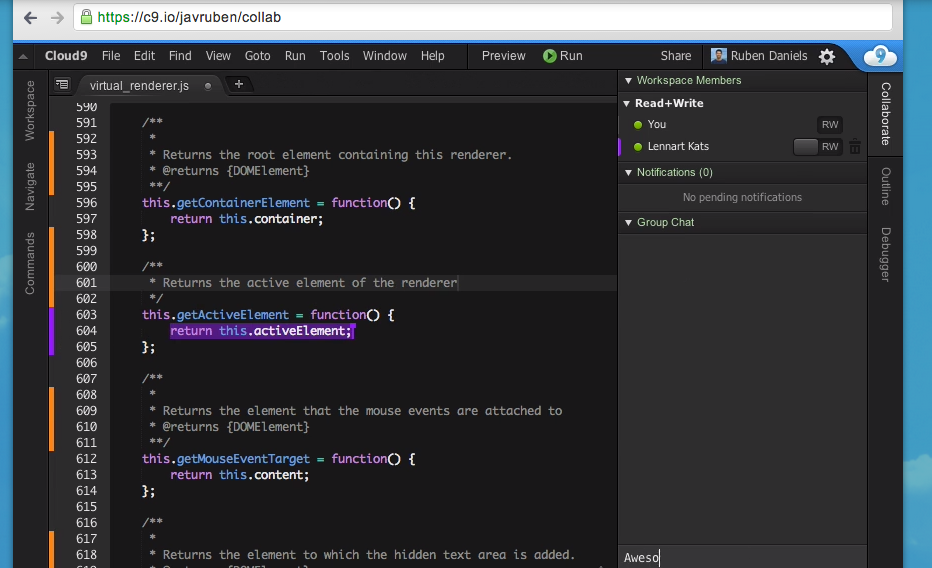 https://c9.io/javruben/collab
Cloud9 File Edit Find View Goto Run Tools Window Help Preview Run Share Ruben Daniels 9
Workspace
Navigate
Commands
virtual_renderer.js
590
591 /**
592 *
593 * Returns the root element containing this renderer.
594 * @returns {DOMElement}
595 **/
596 this.getContainerElement = function() {
597 return this.container;
598 };
599
600 /**
601 * Returns the active element of the renderer
602 */
603 this.getActiveElement = function() {
604 return this.activeElement;
605 };
606
607 /**
608 *
609 * Returns the element that the mouse events are attached to
610 * @returns {DOMElement}
611 **/
612 this.getMouseEventTarget = function() {
613 return this.content;
614 };
615
616 /**
617 *
618 * Returns the element to which the hidden text area is added.
Workspace Members
Read+Write
You RW
Lennart Kats RW
Notifications (0)
No pending notifications
Group Chat
Aweso
Collaborate
Outline
Debugger